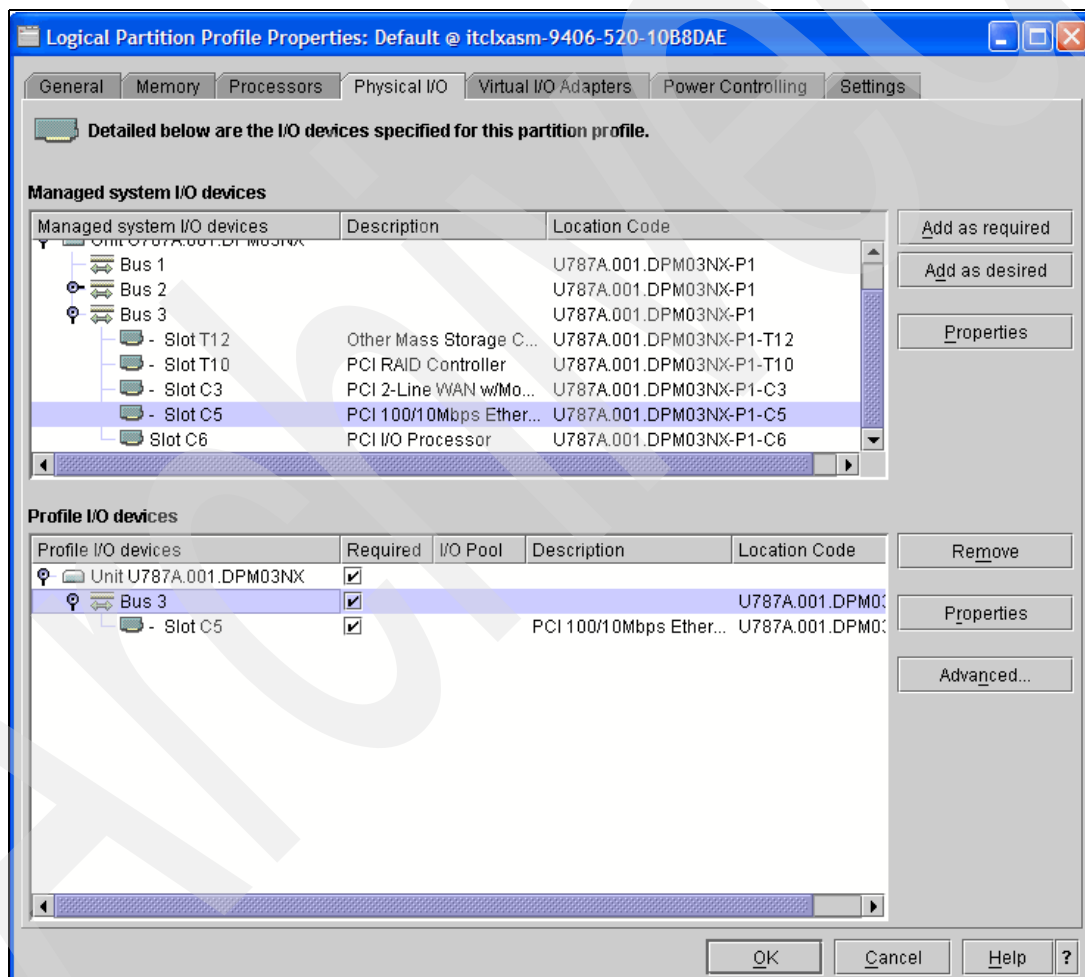 Logical Partition Profile Properties: Default @ itclxasm-9406-520-10B8DAE
General Memory Processors Physical I/O Virtual I/O Adapters Power Controlling Settings
Detailed below are the I/O devices specified for this partition profile.
Managed system I/O devices
Managed system I/O devices Description Location Code
Unit U787A.001.DPM03NX
Bus 1 U787A.001.DPM03NX-P1
Bus 2 U787A.001.DPM03NX-P1
Bus 3 U787A.001.DPM03NX-P1
- Slot T12 Other Mass Storage C... U787A.001.DPM03NX-P1-T12
- Slot T10 PCI RAID Controller U787A.001.DPM03NX-P1-T10
- Slot C3 PCI 2-Line WAN w/Mo... U787A.001.DPM03NX-P1-C3
- Slot C5 PCI 100/10Mbps Ether... U787A.001.DPM03NX-P1-C5
Slot C6 PCI I/O Processor U787A.001.DPM03NX-P1-C6
Add as required
Add as desired
Properties
Profile I/O devices
Profile I/O devices Required I/O Pool Description Location Code
Unit U787A.001.DPM03NX
Bus 3 U787A.001.DPM0
- Slot C5 PCI 100/10Mbps Ether... U787A.001.DPM0
Remove
Properties
Advanced...
OK Cancel Help ?